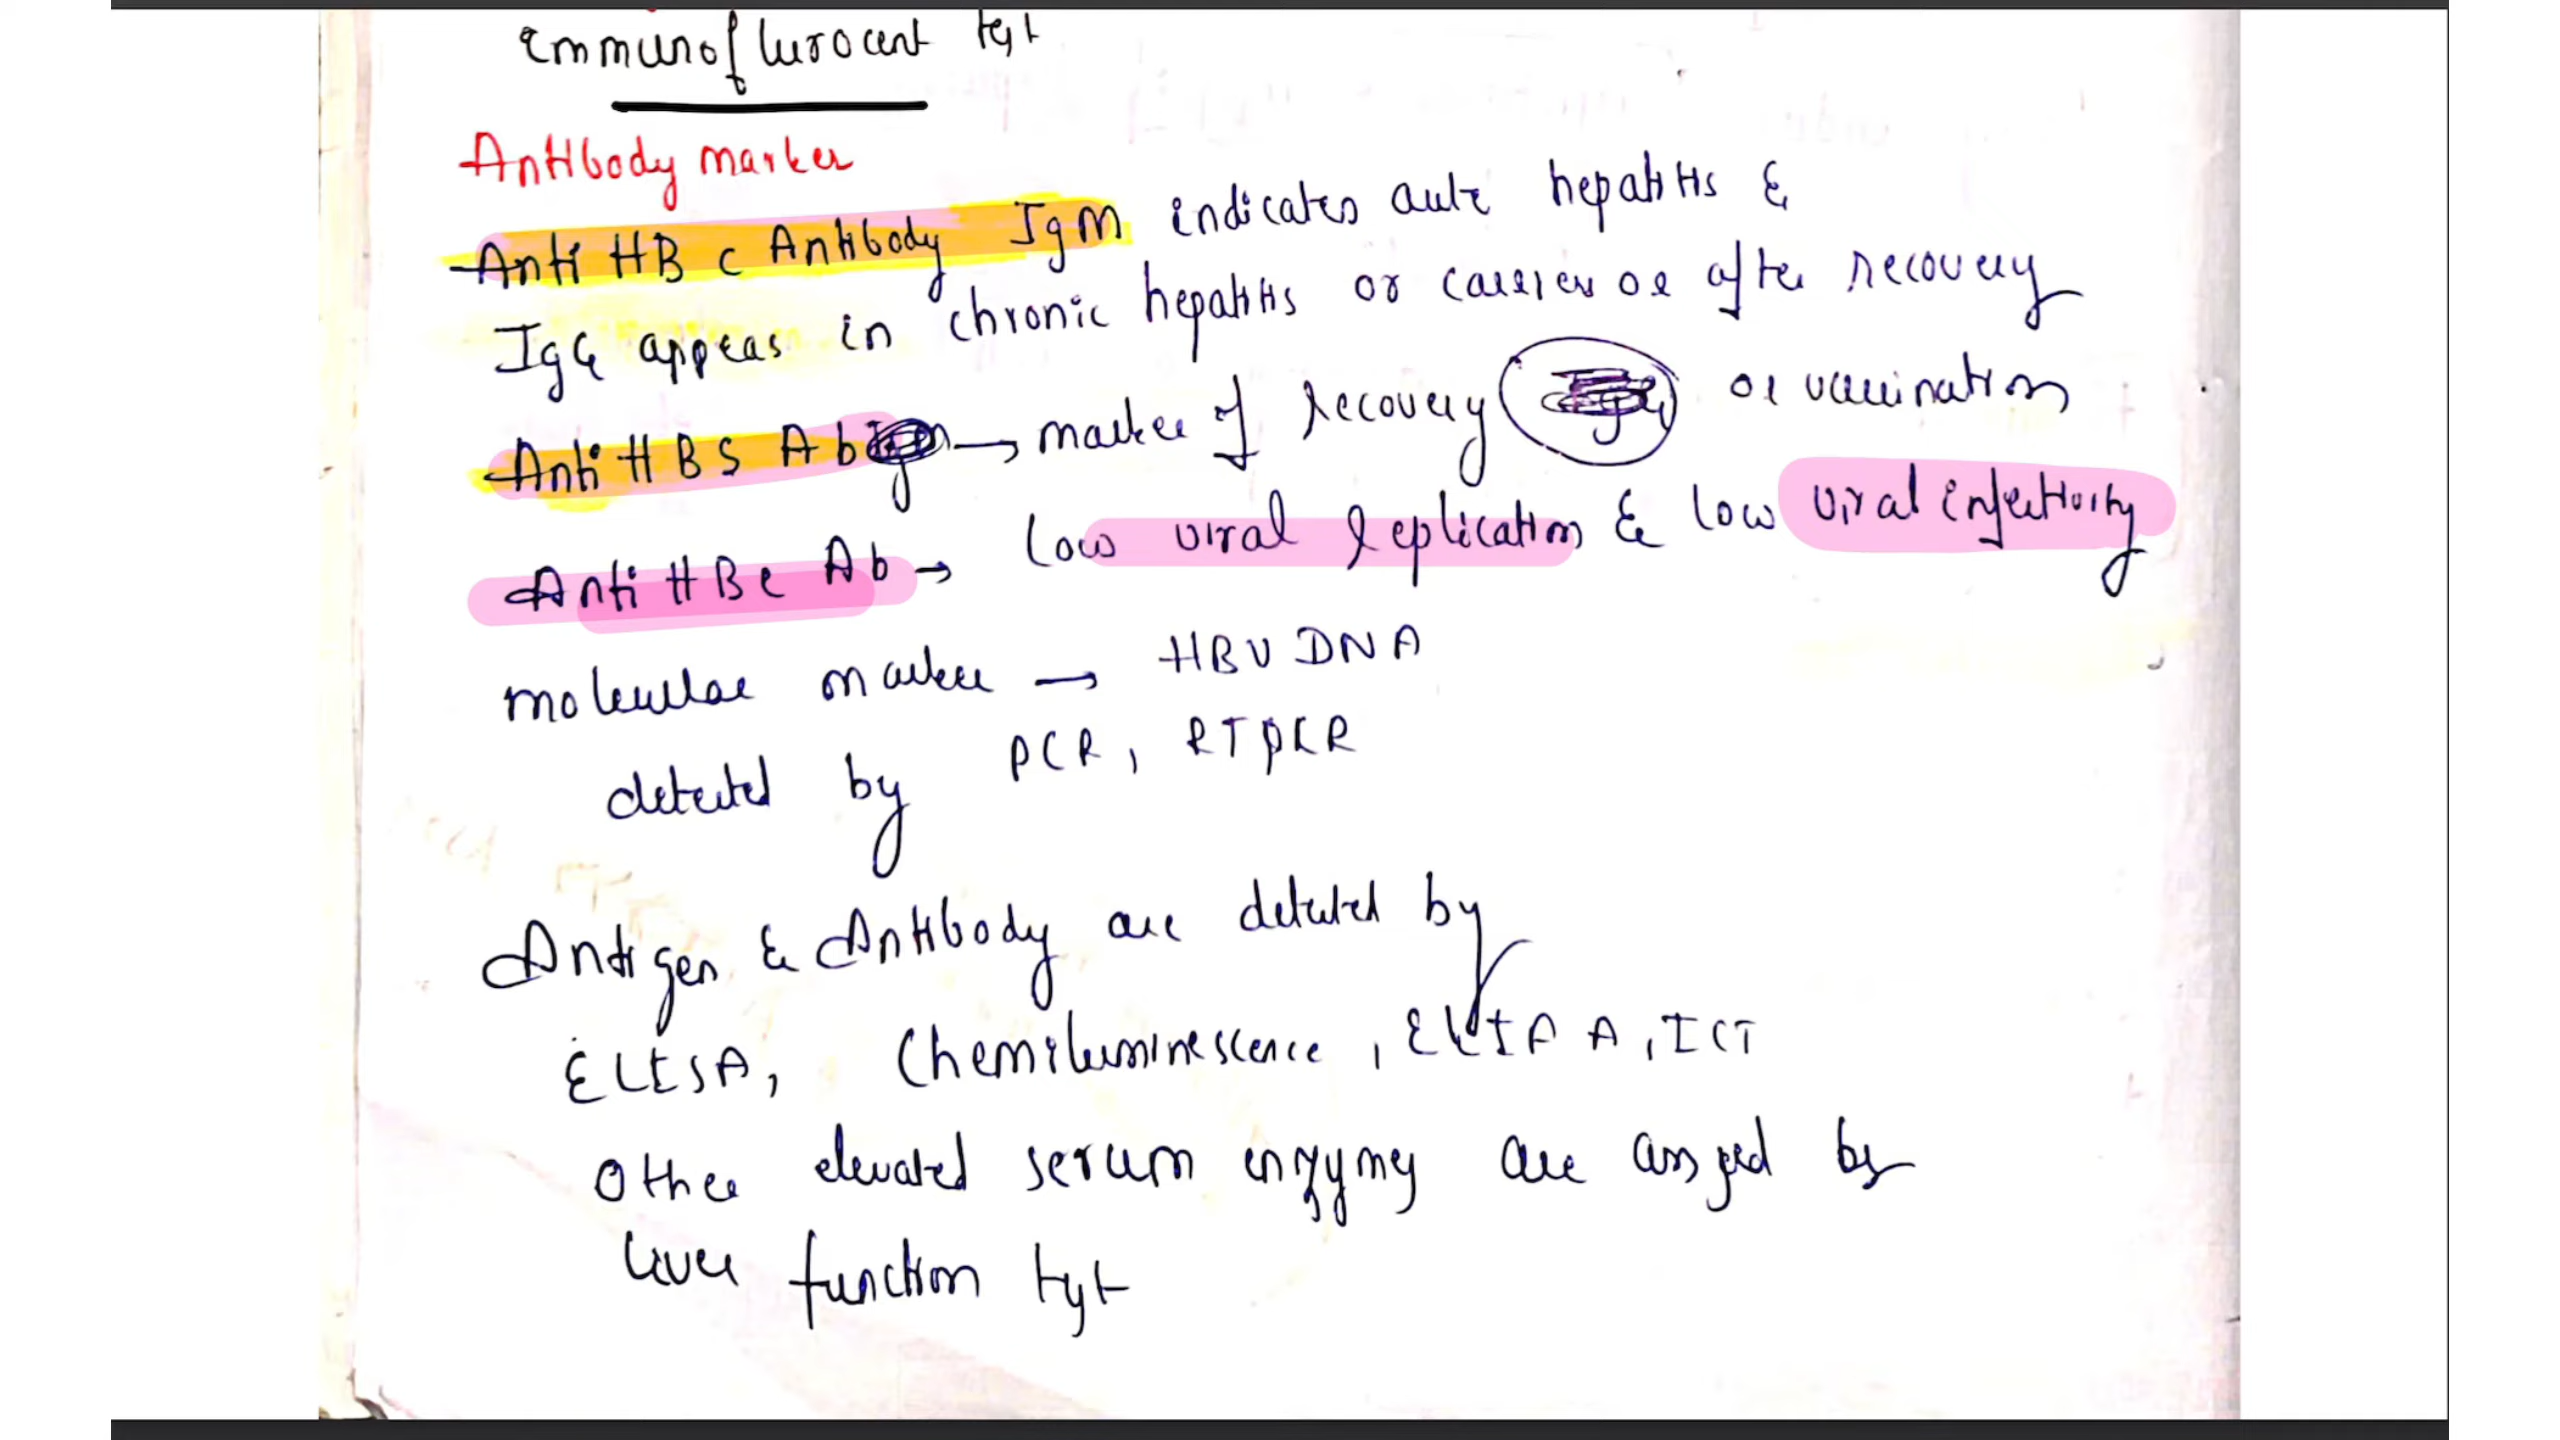 Immunoflurocent test
Antibody marker
Anti HBc Antibody IgM indicates acute hepatitis &
IgG appears in chronic hepatitis or carrier or after recovery
Anti HBS Ab → marker of recovery or vaccination
Anti HBe Ab → Low viral replication & low viral infectivity
molecular marker → HBV DNA
detected by PCR, RTPCR
Antigen & Antibody are detected by
ELISA, Chemiluminescence, ELFA, ICT
Other elevated serum enzymes are assayed by
liver function test